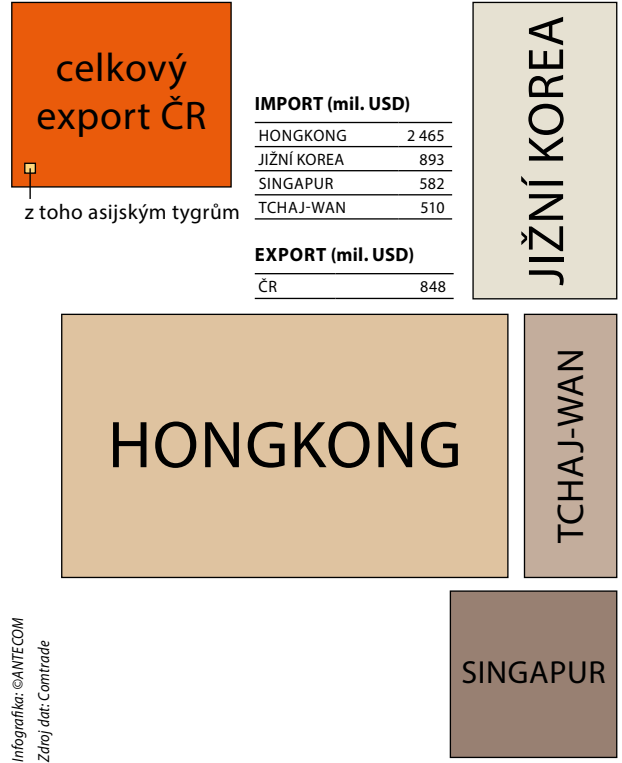 celkový
export ČR
z toho asijským tygrům
IMPORT (mil. USD)
HONGKONG 2 465
JIŽNÍ KOREA 893
SINGAPUR 582
TCHAJ-WAN 510
EXPORT (mil. USD)
ČR 848
JIŽNÍ KOREA
HONGKONG
TCHAJ-WAN
SINGAPUR
Infografika: ©ANTECOM
Zdroj dat: Comtrade